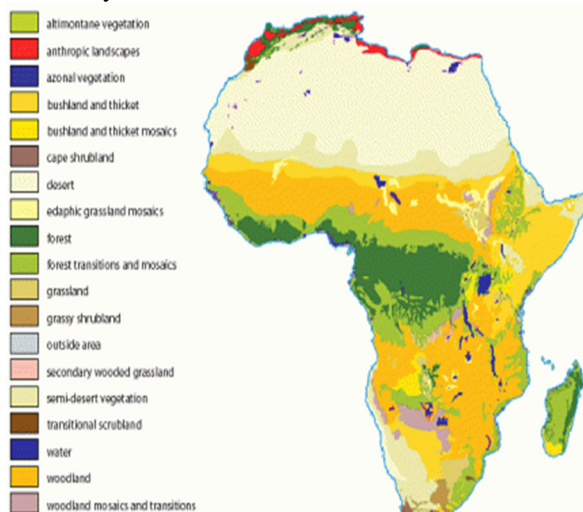 altimontane vegetation
anthropic landscapes
azonal vegetation
bushland and thicket
bushland and thicket mosaics
cape shrubland
desert
edaphic grassland mosaics
forest
forest transitions and mosaics
grassland
grassy shrubland
outside area
secondary wooded grassland
semi-desert vegetation
transitional scrubland
water
woodland
woodland mosaics and transitions